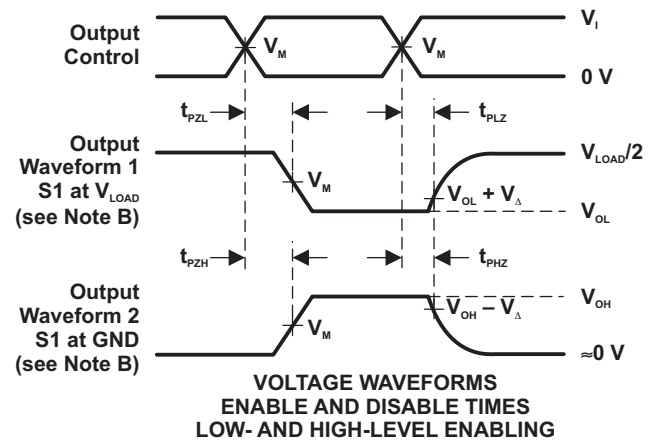 Output
Control
V_I
V_M
V_M
0 V
t_PZL
t_PLZ
Output
Waveform 1
S1 at V_LOAD
(see Note B)
V_LOAD/2
V_M
V_OL + V_Δ
V_OL
t_PZH
t_PHZ
Output
Waveform 2
S1 at GND
(see Note B)
V_OH
V_OH – V_Δ
V_M
≈0 V
VOLTAGE WAVEFORMS
ENABLE AND DISABLE TIMES
LOW- AND HIGH-LEVEL ENABLING